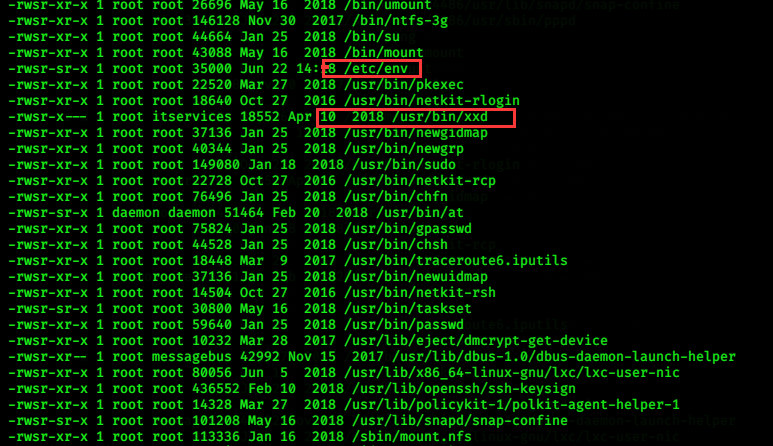 -rwsr-xr-x 1 root root 26696 May 16  2018 /bin/umount
-rwsr-xr-x 1 root root 146128 Nov 30  2017 /bin/ntfs-3g
-rwsr-xr-x 1 root root 44664 Jan 25  2018 /bin/su
-rwsr-xr-x 1 root root 43088 May 16  2018 /bin/mount
-rwsr-sr-x 1 root root 35000 Jun 22 14: 8 /etc/env
-rwsr-xr-x 1 root root 22520 Mar 27  2018 /usr/bin/pkexec
-rwsr-xr-x 1 root root 18640 Oct 27  2016 /usr/bin/netkit-rlogin
-rwsr-x--- 1 root itservices 18552 Apr 10  2018 /usr/bin/xxd
-rwsr-xr-x 1 root root 37136 Jan 25  2018 /usr/bin/newgidmap
-rwsr-xr-x 1 root root 40344 Jan 25  2018 /usr/bin/newgrp
-rwsr-xr-x 1 root root 149080 Jan 18  2018 /usr/bin/sudo
-rwsr-xr-x 1 root root 22728 Oct 27  2016 /usr/bin/netkit-rcp
-rwsr-xr-x 1 root root 76496 Jan 25  2018 /usr/bin/chfn
-rwsr-sr-x 1 daemon daemon 51464 Feb 20  2018 /usr/bin/at
-rwsr-xr-x 1 root root 75824 Jan 25  2018 /usr/bin/gpasswd
-rwsr-xr-x 1 root root 44528 Jan 25  2018 /usr/bin/chsh
-rwsr-xr-x 1 root root 18448 Mar  9  2017 /usr/bin/traceroute6.iputils
-rwsr-xr-x 1 root root 37136 Jan 25  2018 /usr/bin/newuidmap
-rwsr-xr-x 1 root root 14504 Oct 27  2016 /usr/bin/netkit-rsh
-rwsr-sr-x 1 root root 30800 May 16  2018 /usr/bin/taskset
-rwsr-xr-x 1 root root 59640 Jan 25  2018 /usr/bin/passwd
-rwsr-xr-x 1 root root 10232 Mar 28  2017 /usr/lib/eject/dmcrypt-get-device
-rwsr-xr-- 1 root messagebus 42992 Nov 15  2017 /usr/lib/dbus-1.0/dbus-daemon-launch-helper
-rwsr-xr-x 1 root root 80056 Jun  5  2018 /usr/lib/x86_64-linux-gnu/lxc/lxc-user-nic
-rwsr-xr-x 1 root root 436552 Feb 10  2018 /usr/lib/openssh/ssh-keysign
-rwsr-xr-x 1 root root 14328 Mar 27  2018 /usr/lib/policykit-1/polkit-agent-helper-1
-rwsr-sr-x 1 root root 101208 May 16  2018 /usr/lib/snapd/snap-confine
-rwsr-xr-x 1 root root 113336 Jan 16  2018 /sbin/mount.nfs